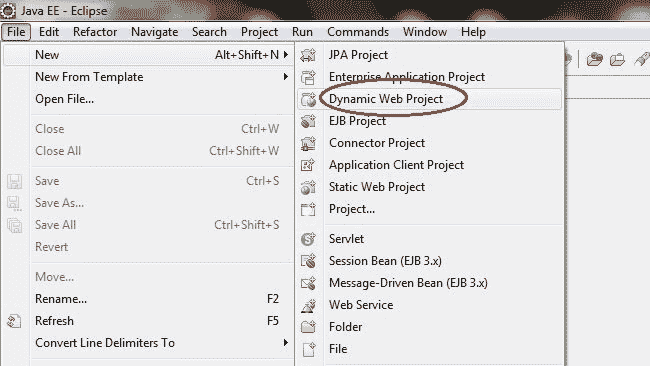 Java EE - Eclipse
File Edit Refactor Navigate Search Project Run Commands Window Help
New Alt+Shift+N
New From Template
Open File...
Close Ctrl+W
Close All Ctrl+Shift+W
Save Ctrl+S
Save As...
Save All Ctrl+Shift+S
Revert
Move...
Rename... F2
Refresh F5
Convert Line Delimiters To
JPA Project
Enterprise Application Project
Dynamic Web Project
EJB Project
Connector Project
Application Client Project
Static Web Project
Project...
Servlet
Session Bean (EJB 3.x)
Message-Driven Bean (EJB 3.x)
Web Service
Folder
File